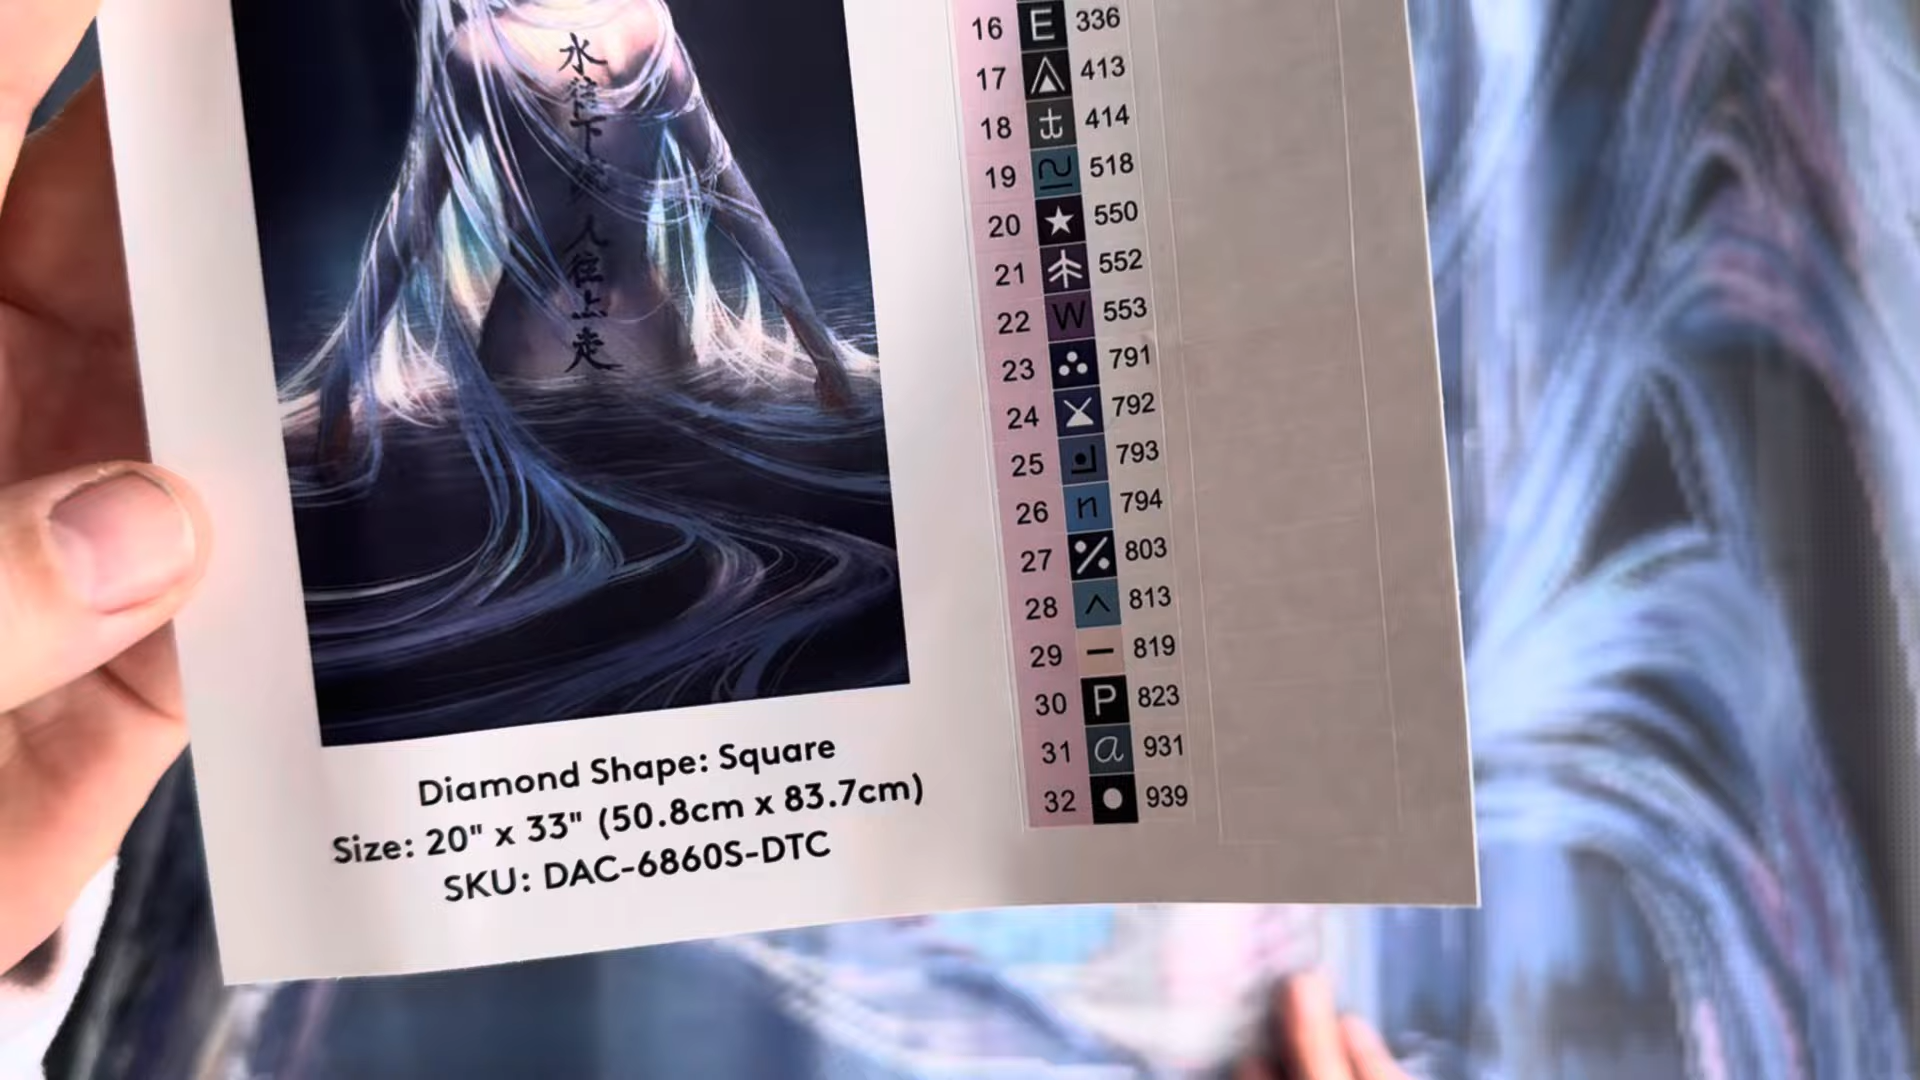 水
往
下
人
往
上
走
Diamond Shape: Square
Size: 20" x 33" (50.8cm x 83.7cm)
SKU: DAC-6860S-DTC
16 E 336
17 413
18 414
19 518
20 ★ 550
21 552
22 W 553
23 791
24 792
25 793
26 n 794
27 803
28 ^ 813
29 – 819
30 P 823
31 a 931
32 ● 939